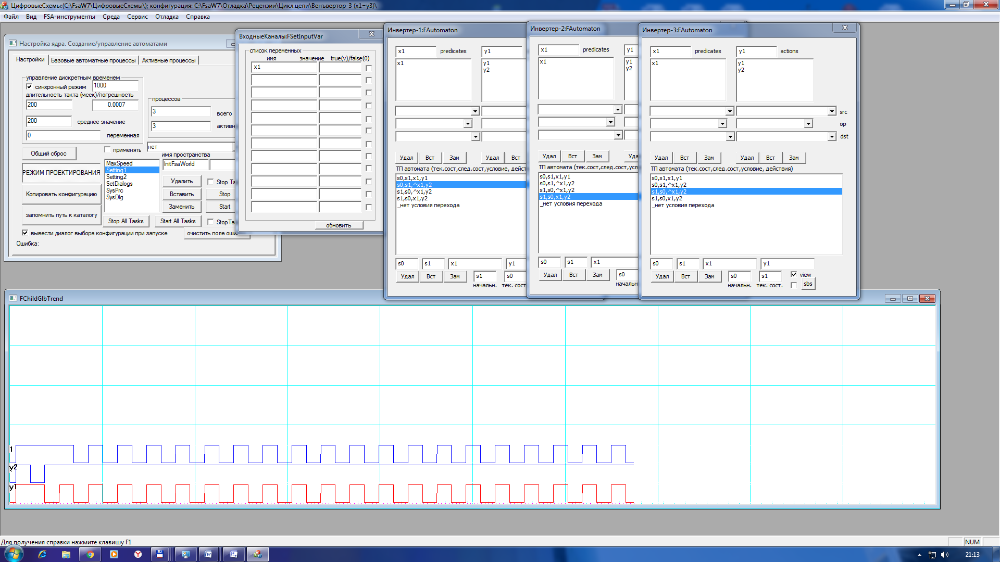 ЦифровыеСхемы:(C:\FsaW7\ЦифровыеСхемы\); конфигурация: C:\FsaW7\Отладка\Рецензии\Цикл.цепи\Венъвертор-3 (x1=y3)\
Файл Вид FSA-инструменты Среда Сервис Отладка Справка
Настройка ядра. Создание/управление автоматами
Настройки Базовые автоматные процессы Активные процессы
управление дискретным временем
синхронный режим 1000
длительность такта (мсек)/погрешность
200 0.0007
200 среднее значение
0 переменная
процессов
3 всего
3
Общий сброс применять нет
имя пространства
РЕЖИМ ПРОЕКТИРОВАНИЯ
InitFsaWorld
MaxSpeed
Setting1
Setting2
SetDialogs
SysPrc
SysDlg
Удалить Stop Ta
Копировать конфигурацию Вставить Stop
Заменить Start
запомнить путь к каталогу
Stop All Tasks Start All Tasks StopTa
вывести диалог выбора конфигурации при запуске
Ошибка:
ВходныеКаналы:FSetInputVar
список переменных
имя значение true(v)/false(0)
x1
обновить
Инвертер-1:FAutomaton
x1 predicates y1
x1 y1
y2
Удал Вст Зам Удал Вст
ТП автомата (тек.сост,след.сост,условие, дейст
s0,s1,x1,y1
s0,s1,^x1,y2
s1,s0,^x1,y2
s1,s0,x1,y2
_нет условия перехода
s0 s1 x1 y1
Удал Вст Зам s1 s0
начальн. тек. сост
Инвертер-2:FAutomaton
x1 predicates y1
x1 y1
y2
Удал Вст Зам Уда
ТП автомата (тек.сост,след.сост,усло
s0,s1,x1,y1
s0,s1,^x1,y2
s1,s0,^x1,y2
s1,s0,x1,y2
_нет условия перехода
s0 s1 x1
Удал Вст Зам s0
начальн
Инвертер-3:FAutomaton
x1 predicates y1 actions
x1 y1
y2
src
op
dst
Удал Вст Зам Удал Вст Зам
ТП автомата (тек.сост,след.сост,условие, действия)
s0,s1,x1,y1
s0,s1,^x1,y2
s1,s0,^x1,y2
s1,s0,x1,y2
_нет условия перехода
s0 s1 x1 y1
Удал Вст Зам s0 s1 view
начальн. тек. сост. sbs
FChildGlbTrend
1
y2
y1
Для получения справки нажмите клавишу F1 NUM
21:13